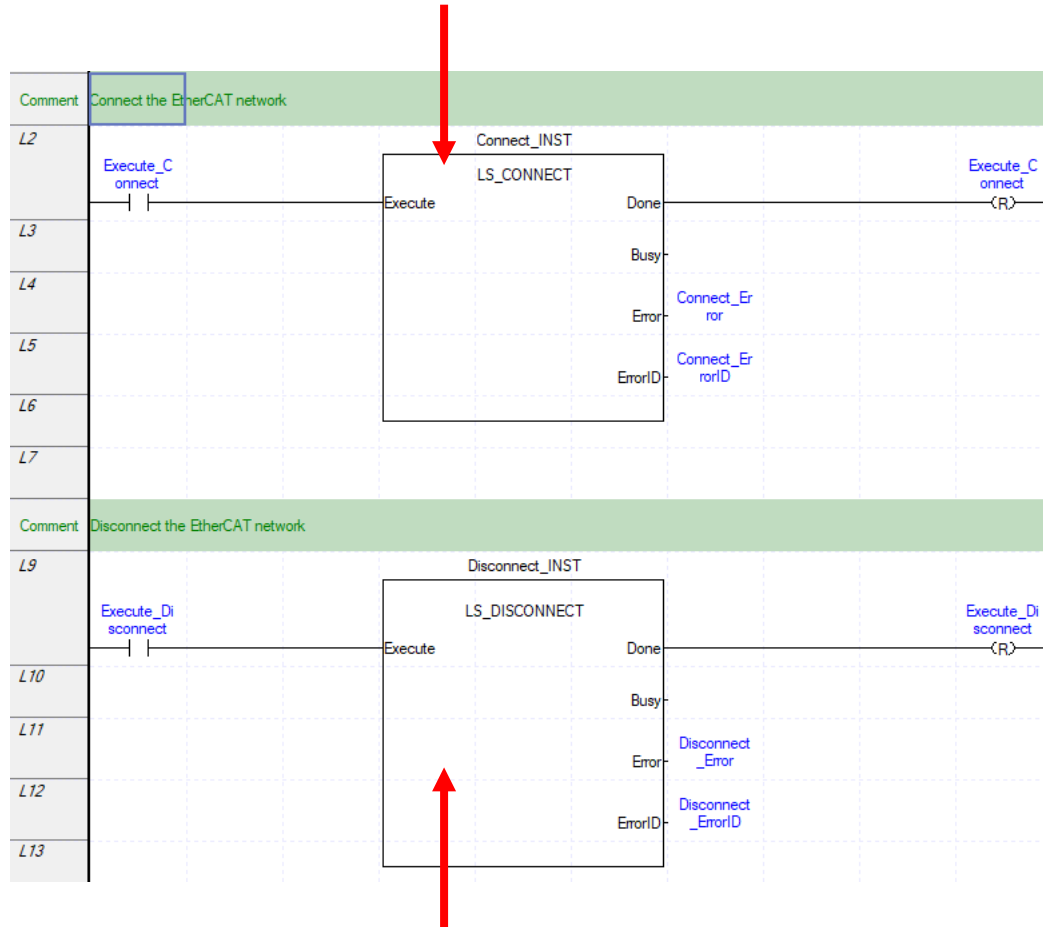 Comment Connect the EtherCAT network
L2
Connect_INST
Execute_C
onnect
LS_CONNECT
Execute_C
onnect
Execute Done
(R)
L3
Busy
L4
Connect_Er
ror
Error
L5
Connect_Er
rorID
ErrorID
L6
L7
Comment Disconnect the EtherCAT network
L9
Disconnect_INST
Execute_Di
sconnect
LS_DISCONNECT
Execute_Di
sconnect
Execute Done
(R)
L10
Busy
L11
Disconnect
_Error
Error
L12
Disconnect
_ErrorID
ErrorID
L13